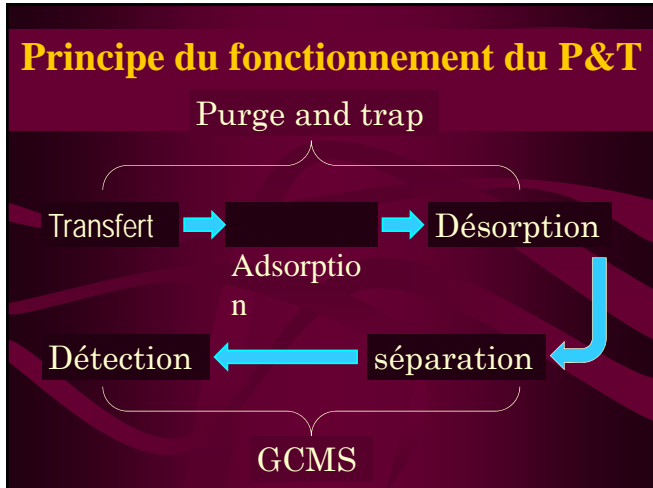 Principe du fonctionnement du P&T
Purge and trap
Transfert
Adsorptio
n
Désorption
séparation
Détection
GCMS